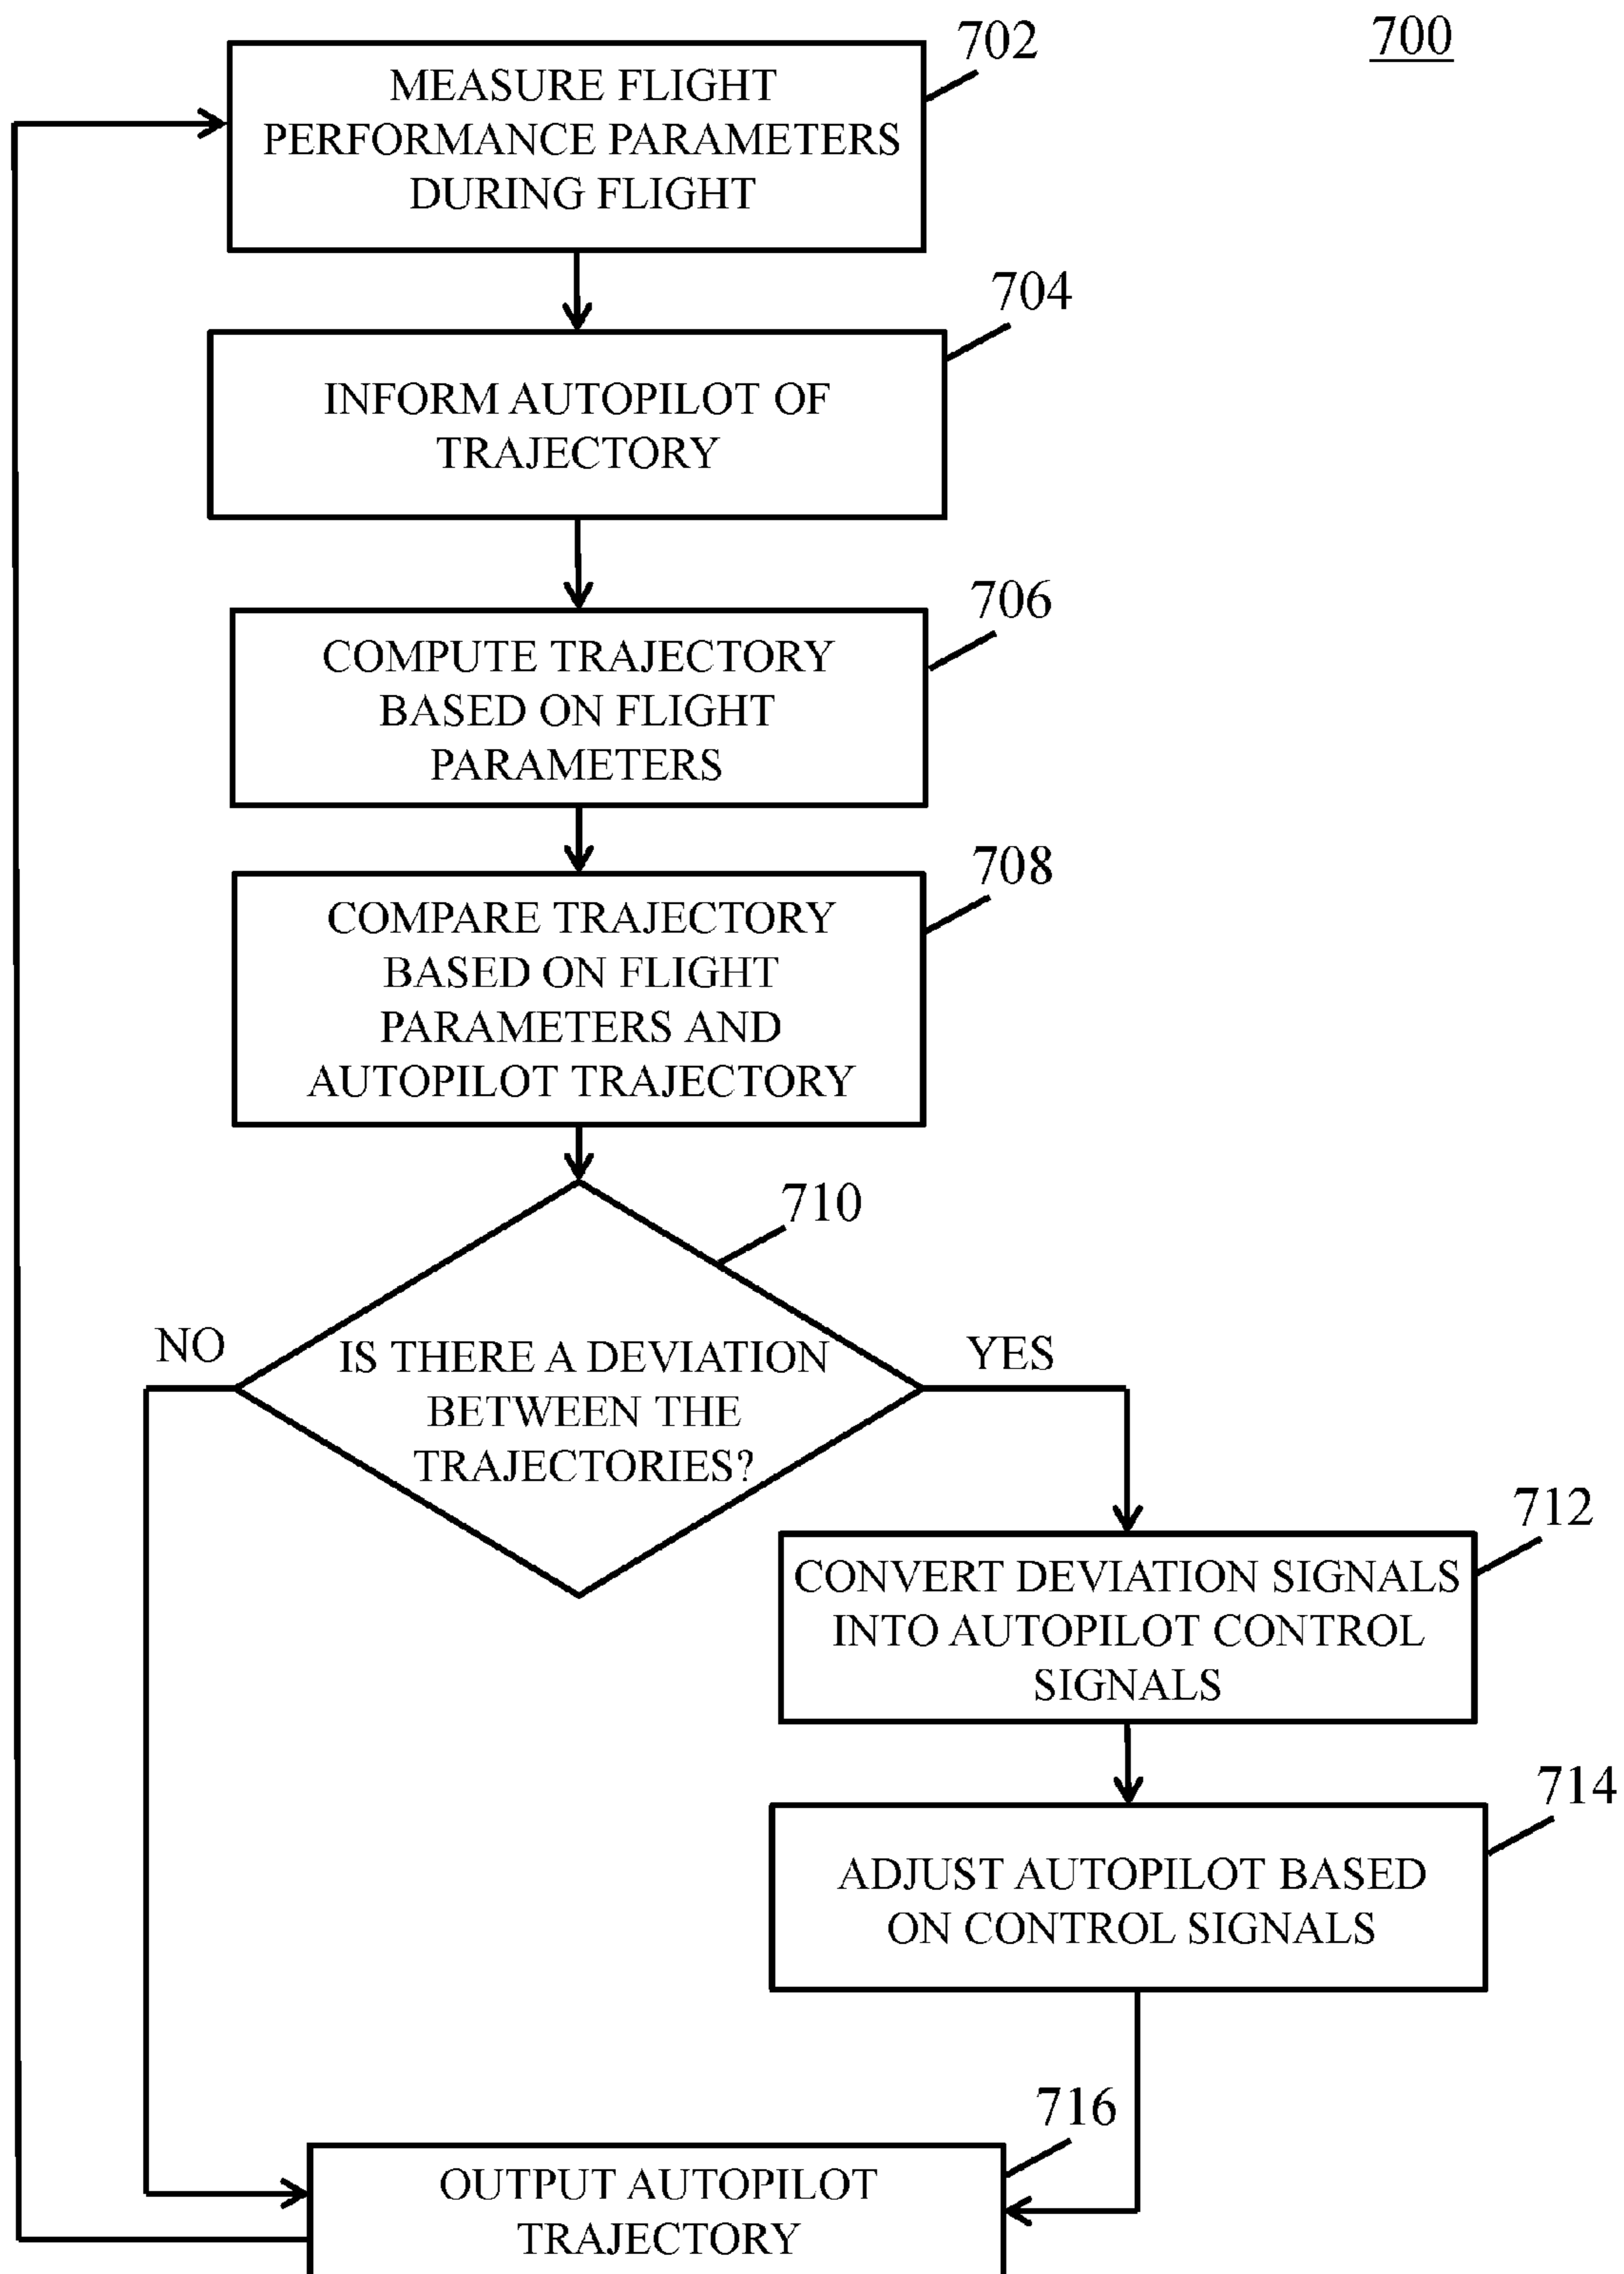 700
702
MEASURE FLIGHT
PERFORMANCE PARAMETERS
DURING FLIGHT
704
INFORM AUTOPILOT OF
TRAJECTORY
706
COMPUTE TRAJECTORY
BASED ON FLIGHT
PARAMETERS
708
COMPARE TRAJECTORY
BASED ON FLIGHT
PARAMETERS AND
AUTOPILOT TRAJECTORY
710
NO
IS THERE A DEVIATION
BETWEEN THE
TRAJECTORIES?
YES
712
CONVERT DEVIATION SIGNALS
INTO AUTOPILOT CONTROL
SIGNALS
714
ADJUST AUTOPILOT BASED
ON CONTROL SIGNALS
716
OUTPUT AUTOPILOT
TRAJECTORY